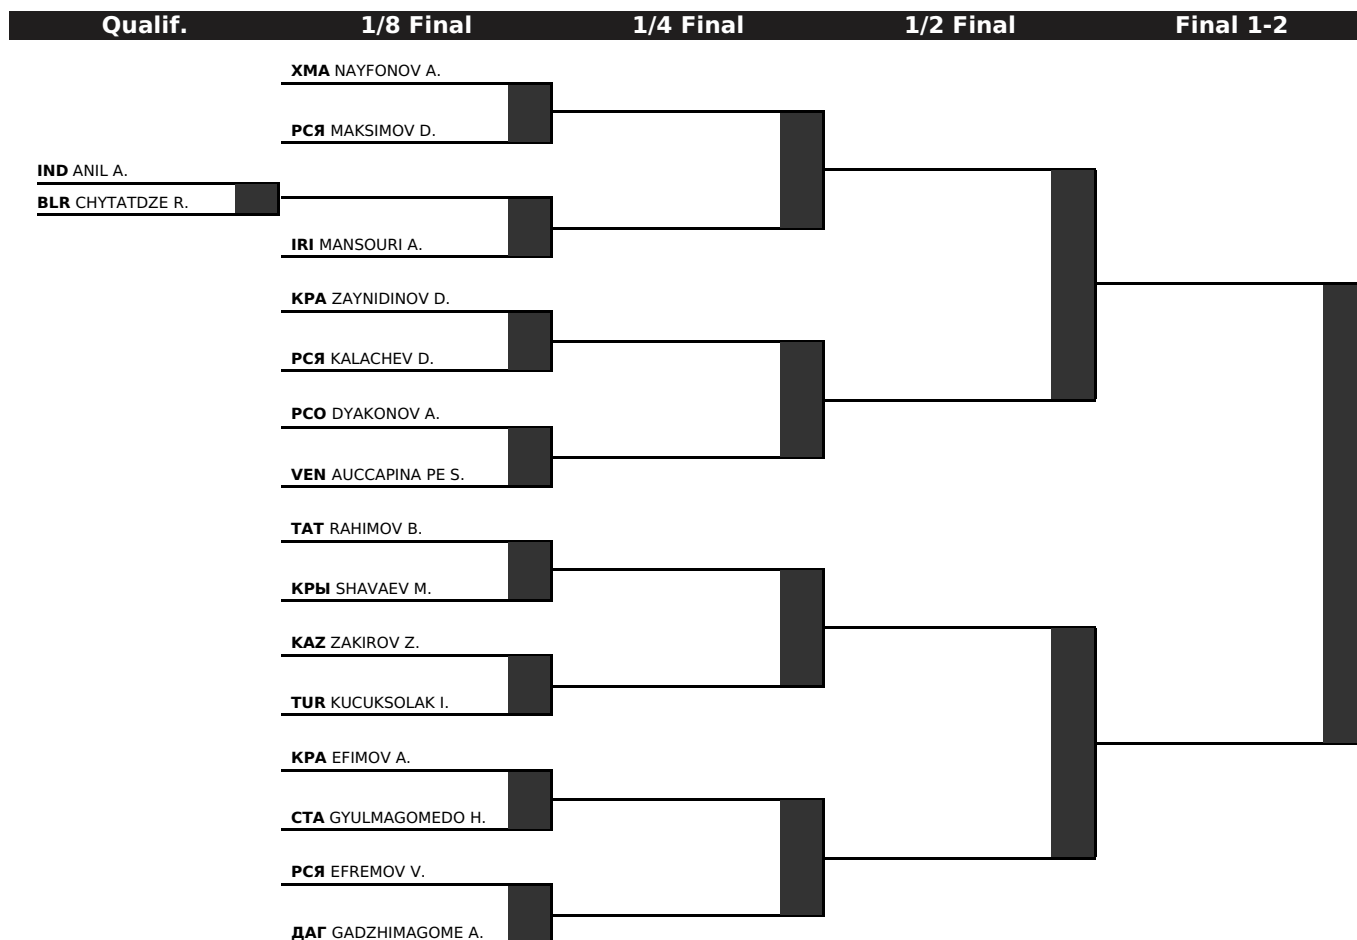 Qualif. 1/8 Final 1/4 Final 1/2 Final Final 1-2
ХМА NAYFONOV A.
РСЯ MAKSIMOV D.
IND ANIL A.
BLR CHYTATDZE R.
IRI MANSOURI A.
КРА ZAYNIDINOV D.
РСЯ KALACHEV D.
РСО DYAKONOV A.
VEN AUCCAPINA PE S.
ТАТ RAHIMOV B.
КРЫ SHAVAEV M.
KAZ ZAKIROV Z.
TUR KUCUKSOLAK I.
КРА EFIMOV A.
СТА GYULMAGOMEDO H.
РСЯ EFREMOV V.
ДАГ GADZHIMAGOME A.